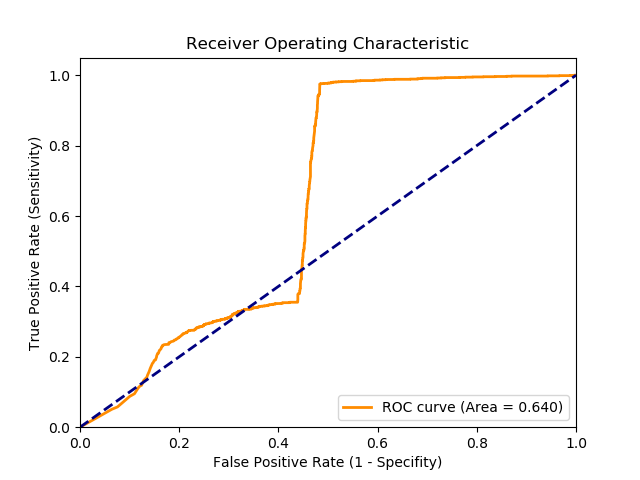 Receiver Operating Characteristic
True Positive Rate (Sensitivity)
1.0
0.8
0.6
0.4
0.2
0.0
ROC curve (Area = 0.640)
0.0 0.2 0.4 0.6 0.8 1.0
False Positive Rate (1 - Specifity)